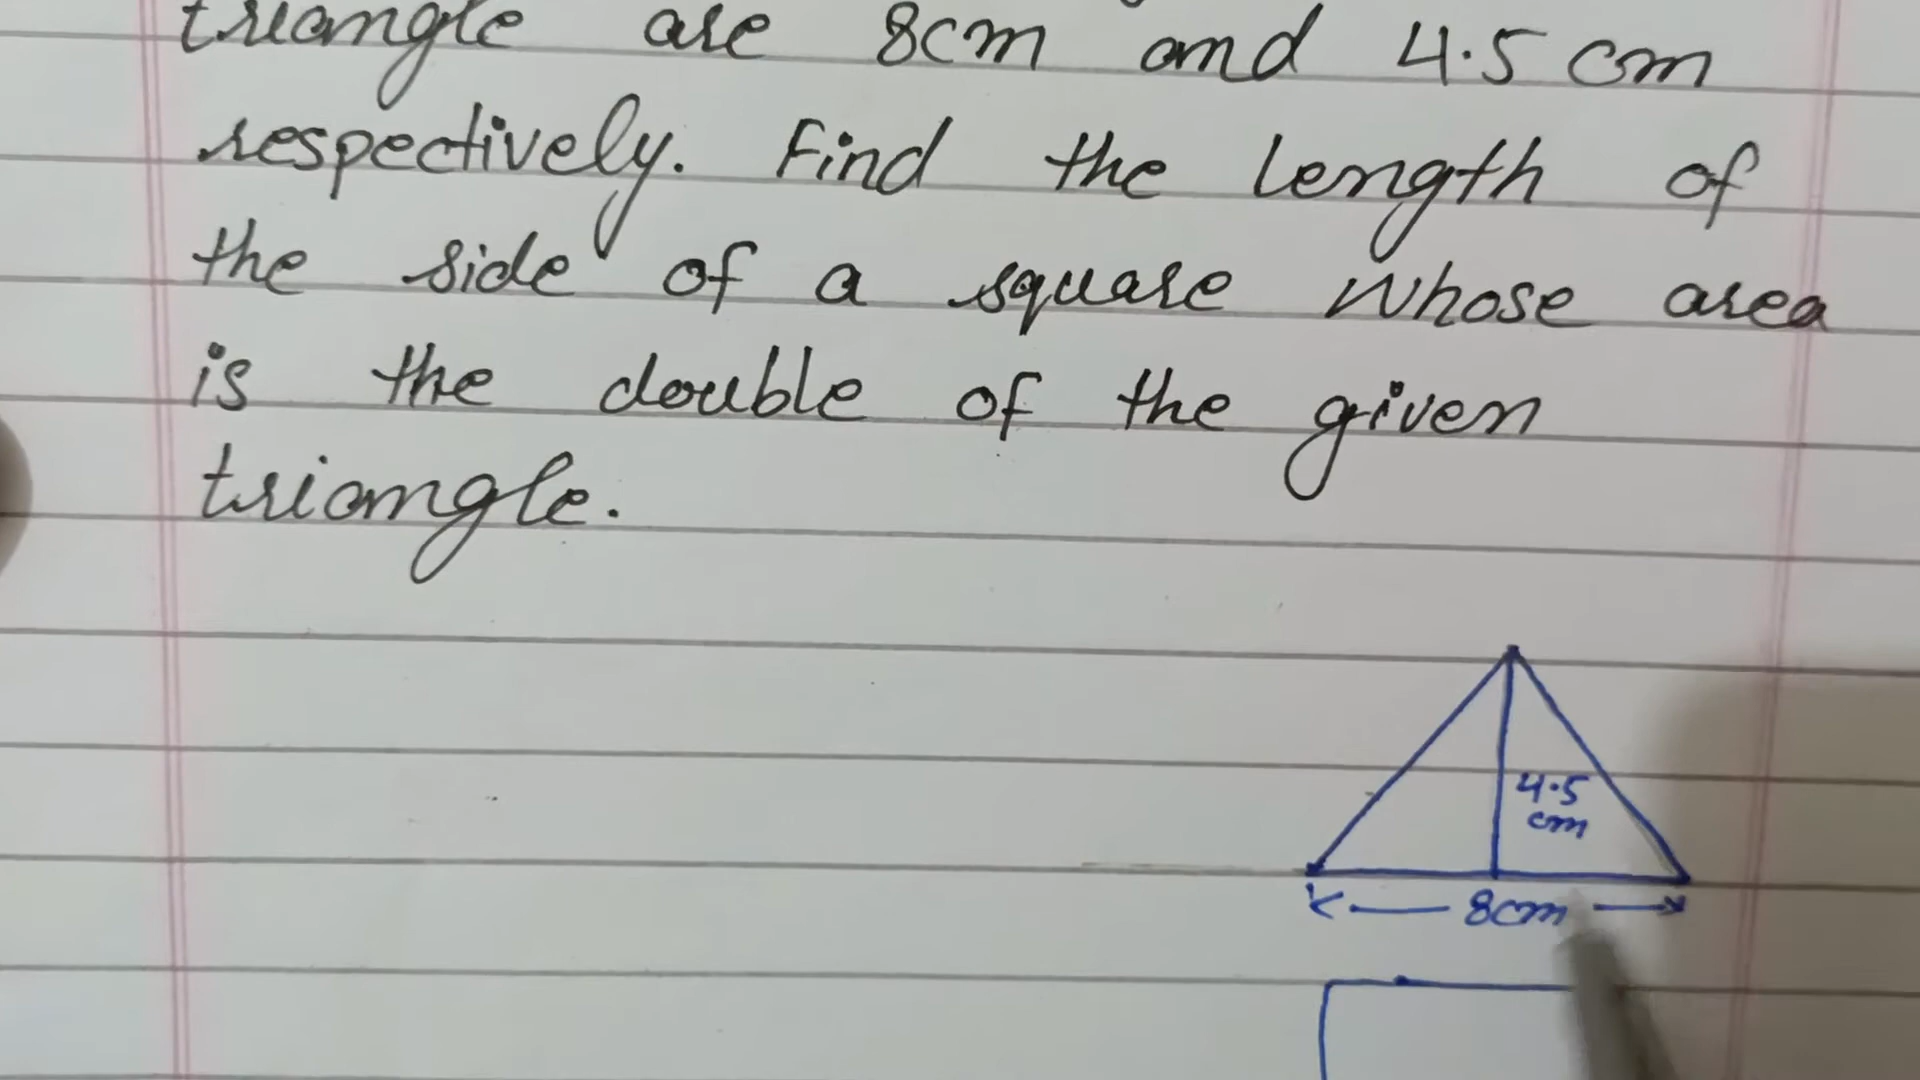 triangle are 8cm and 4.5 cm
respectively. Find the length of
the side of a square whose area
is the double of the given
triangle.
4.5
cm
8cm